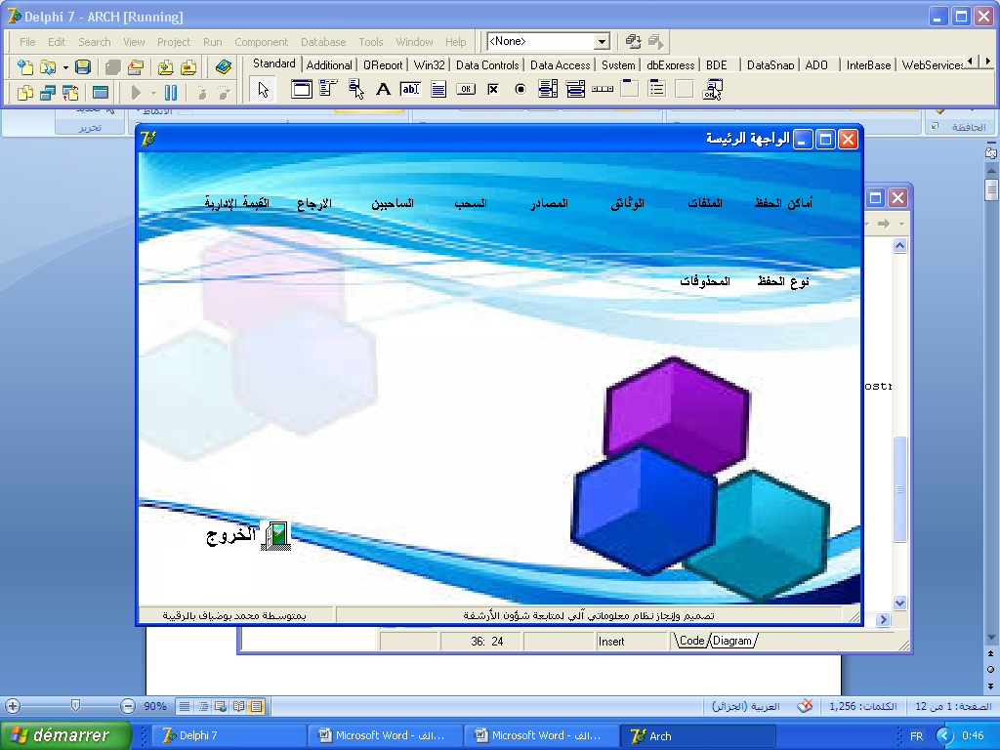 Delphi 7 - ARCH [Running]
File Edit Search View Project Run Component Database Tools Window Help <None>
Standard Additional QReport Win32 Data Controls Data Access System dbExpress BDE DataSnap ADO InterBase WebServices
تحرير
الأنماط
الحافظة
الواجهة الرئيسة
أماكن الحفظ الملفات الوثائق المصادر السحب الساحبين الارجاع القيمة الإدارية
نوع الحفظ المحذوفات
ostr
الخروج
تصميم وإنجاز نظام معلوماتي آلي لمتابعة شؤون الأرشفة
بمتوسطة محمد بوضياف بالرقيبة
36: 24 Insert Code Diagram
الصفحة: 1 من 12 الكلمات: 1,256 العربية (الجزائر) 90%
démarrer Delphi 7 Microsoft Word - الف... Microsoft Word - الف... Arch FR 0:46